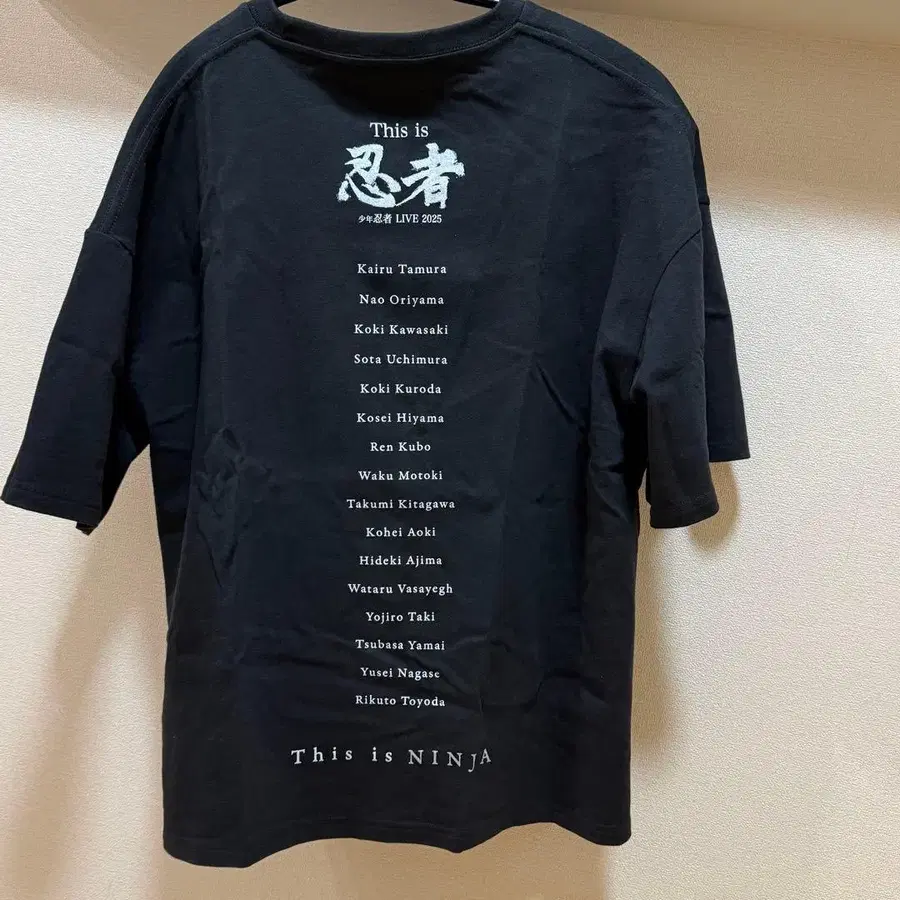 This is
忍者
少年忍者 LIVE 2025
Kairu Tamura
Nao Oriyama
Koki Kawasaki
Sota Uchimura
Koki Kuroda
Kosei Hiyama
Ren Kubo
Waku Motoki
Takumi Kitagawa
Kohei Aoki
Hideki Ajima
Wataru Vasayegh
Yojiro Taki
Tsubasa Yamai
Yusei Nagase
Rikuto Toyoda
This is NINJA